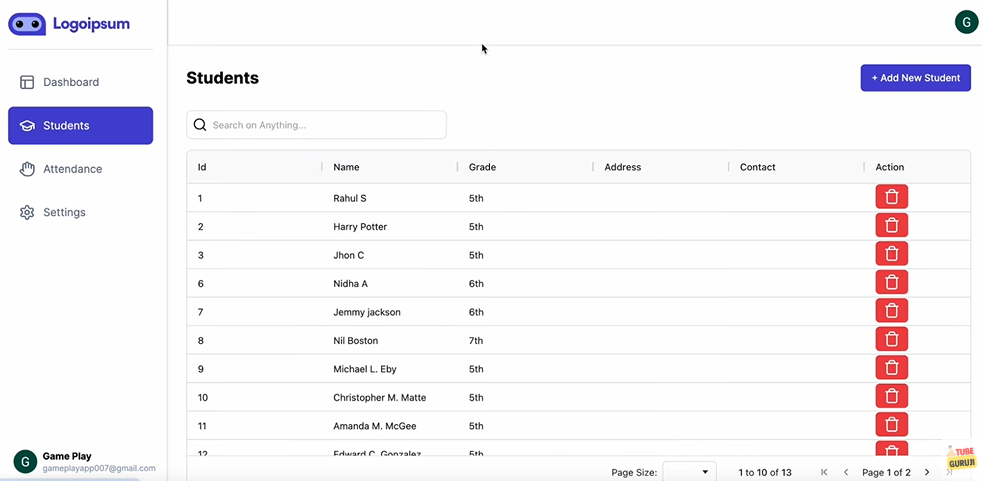 Logoipsum
G
Dashboard
Students
Attendance
Settings
Game Play
gameplayapp007@gmail.com
G
Students
+ Add New Student
Search on Anything...
Id Name Grade Address Contact Action
1 Rahul S 5th
2 Harry Potter 5th
3 Jhon C 5th
6 Nidha A 6th
7 Jemmy jackson 6th
8 Nil Boston 7th
9 Michael L. Eby 5th
10 Christopher M. Matte 5th
11 Amanda M. McGee 5th
12 Edward C. Gonzalez 5th
Page Size: 1 to 10 of 13 Page 1 of 2
TUBE
GURUJI